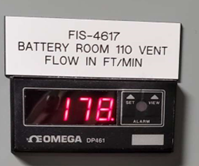 FIS-4617
BATTERY ROOM 110 VENT
FLOW IN FT/MIN
178.
SET VIEW
ALARM
OMEGA DP461